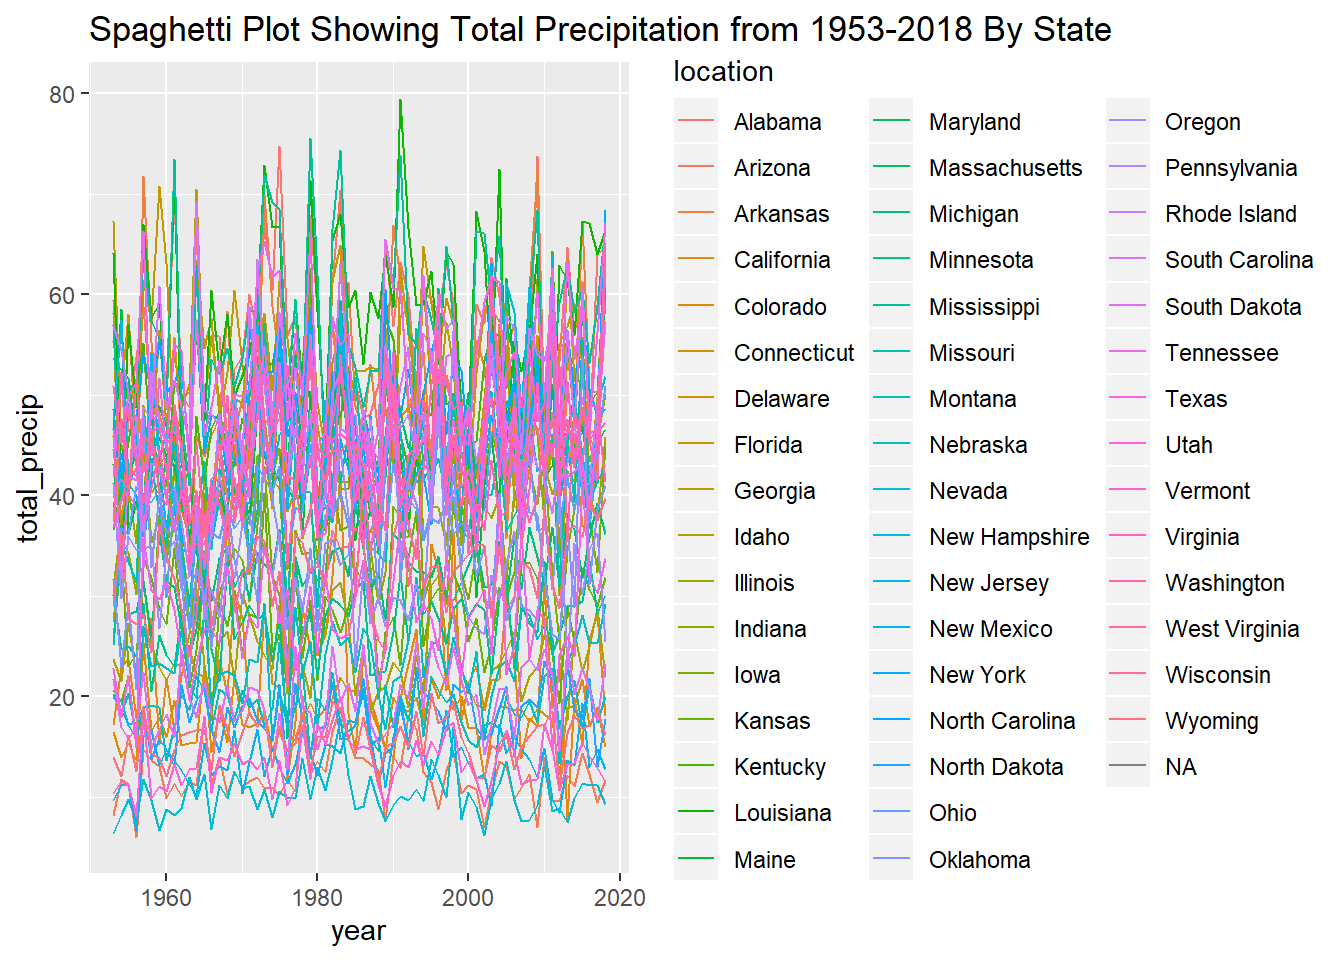 Spaghetti Plot Showing Total Precipitation from 1953-2018 By State
total_precip
80
60
40
20
1960
1980
2000
2020
year
location
Alabama
Arizona
Arkansas
California
Colorado
Connecticut
Delaware
Florida
Georgia
Idaho
Illinois
Indiana
Iowa
Kansas
Kentucky
Louisiana
Maine
Maryland
Massachusetts
Michigan
Minnesota
Mississippi
Missouri
Montana
Nebraska
Nevada
New Hampshire
New Jersey
New Mexico
New York
North Carolina
North Dakota
Ohio
Oklahoma
Oregon
Pennsylvania
Rhode Island
South Carolina
South Dakota
Tennessee
Texas
Utah
Vermont
Virginia
Washington
West Virginia
Wisconsin
Wyoming
NA